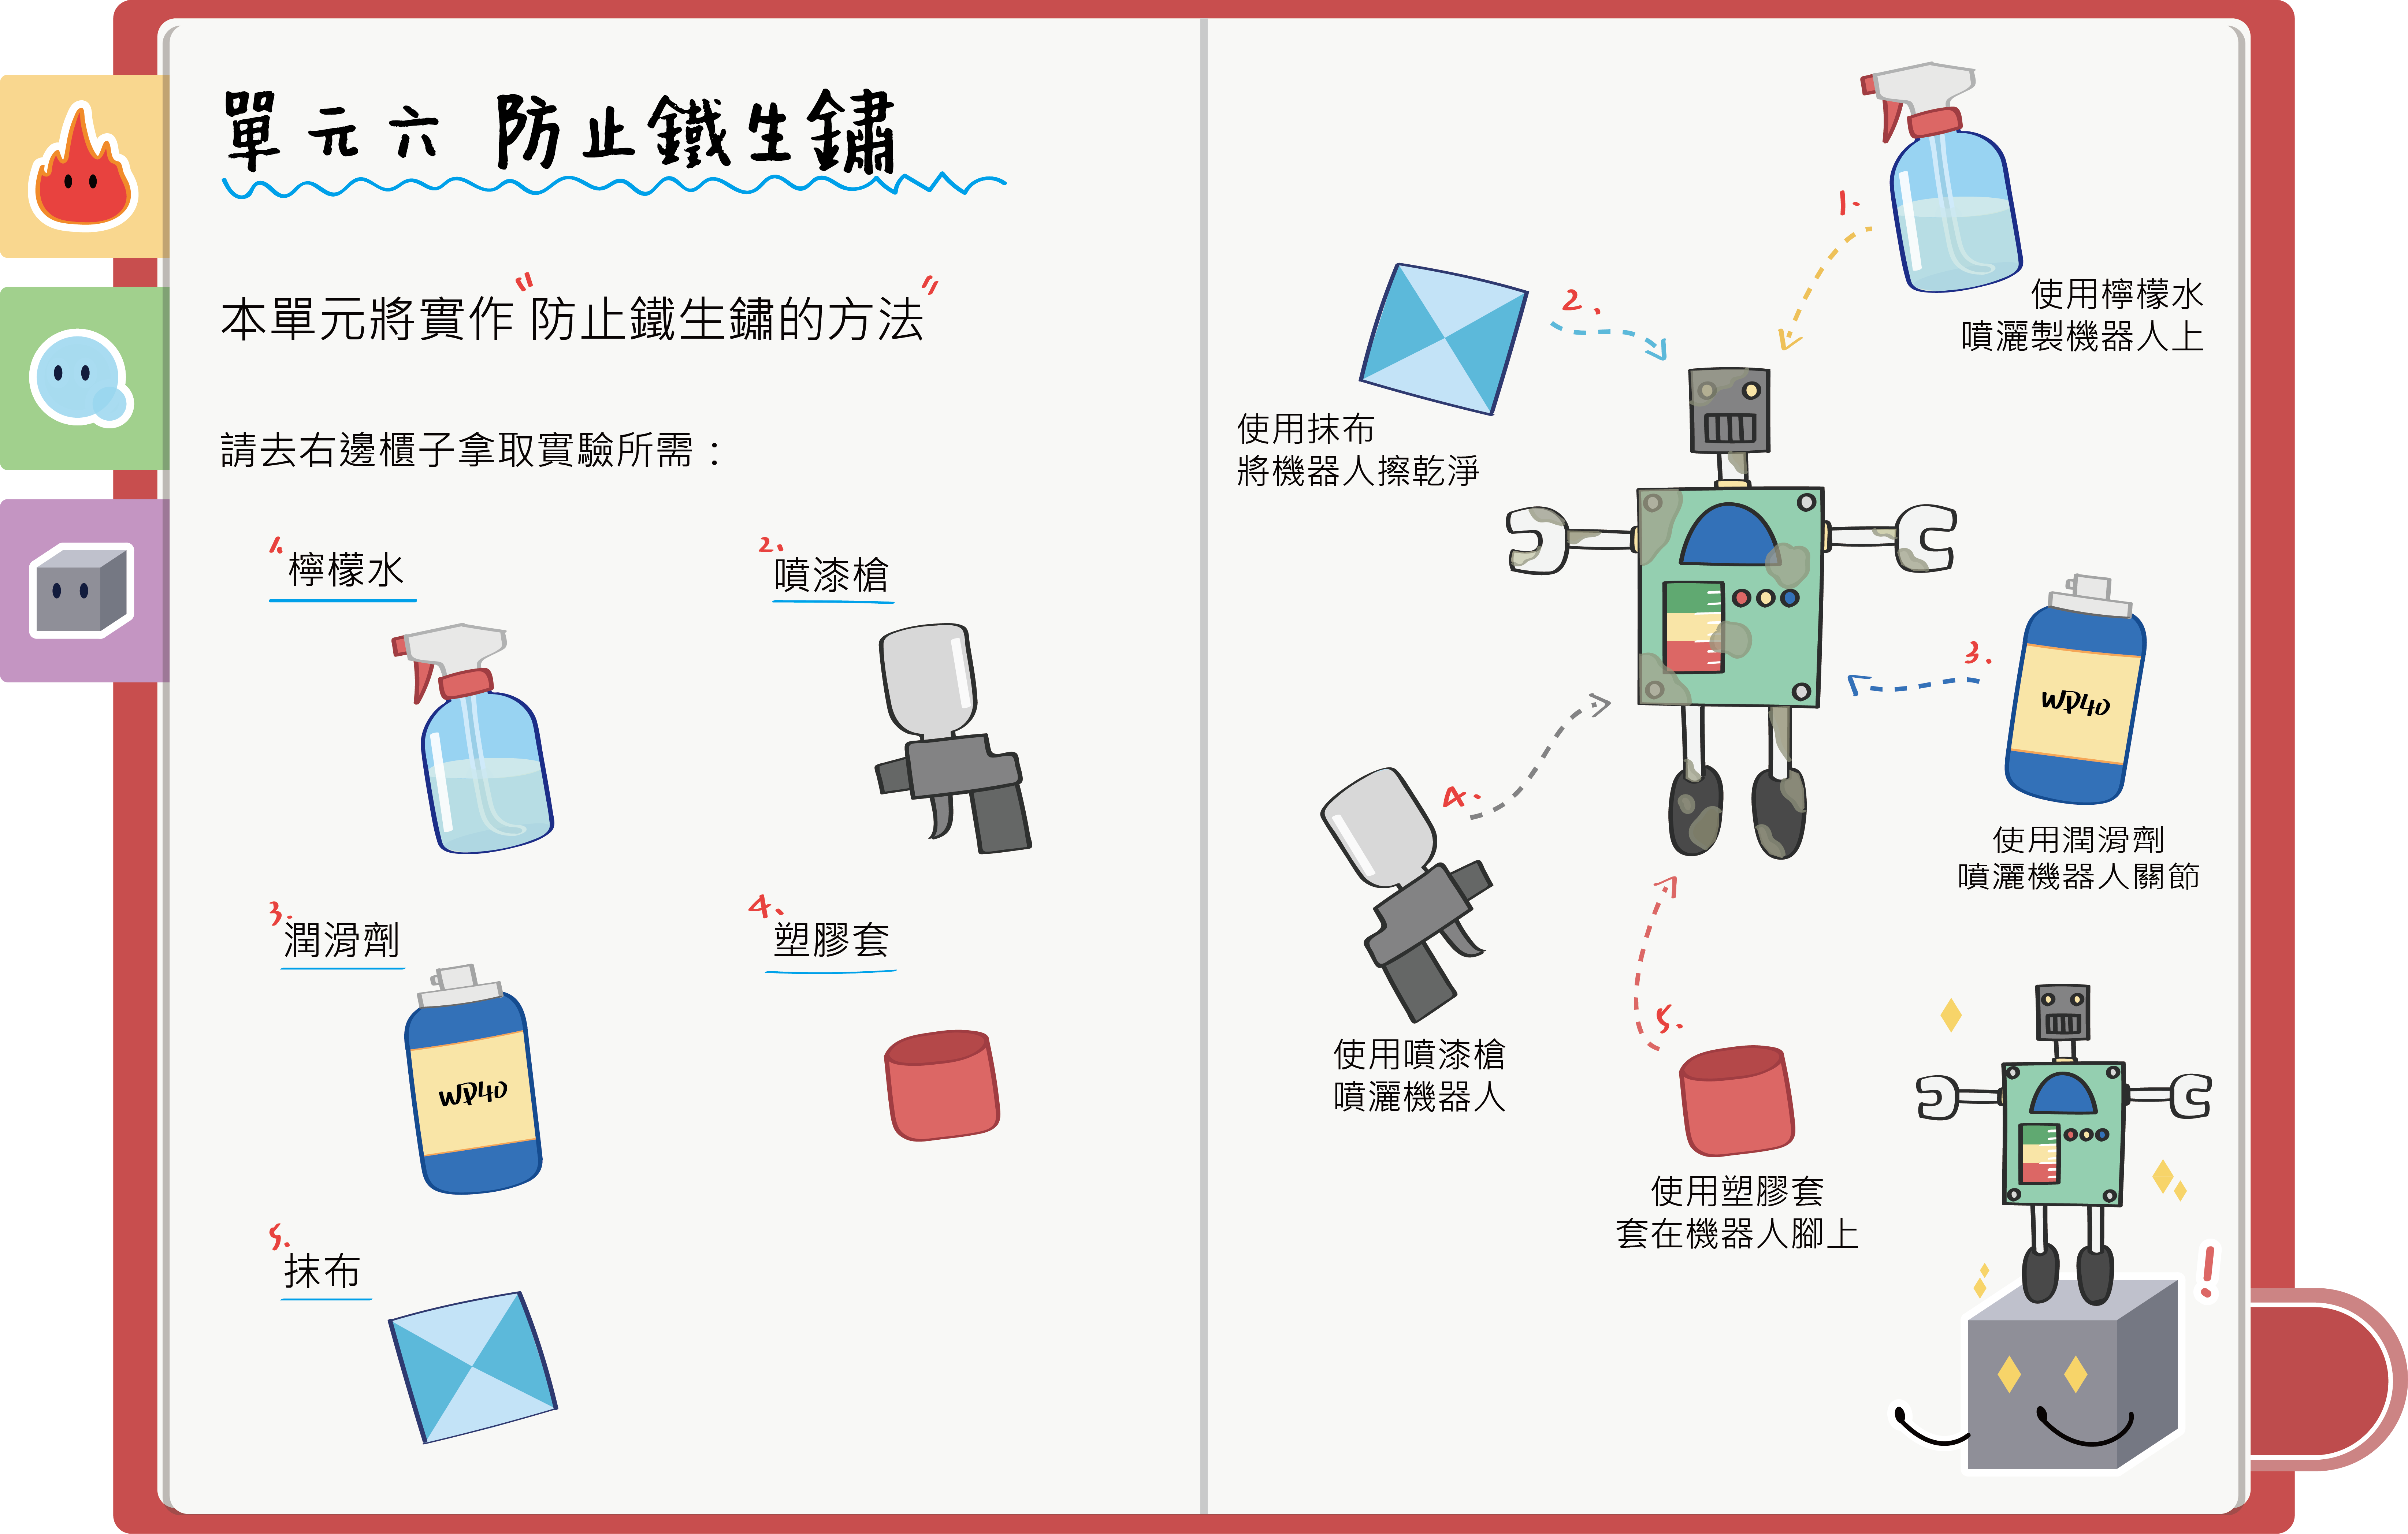 單元六 防止鐵生鏽
本單元將實作"防止鐵生鏽的方法"
請去右邊櫃子拿取實驗所需：
1. 檸檬水
2. 噴漆槍
3. 潤滑劑
WD40
4. 塑膠套
5. 抹布
1.
使用檸檬水
噴灑製機器人上
2.
使用抹布
將機器人擦乾淨
3.
WD40
使用潤滑劑
噴灑機器人關節
4.
使用噴漆槍
噴灑機器人
5.
使用塑膠套
套在機器人腳上
!